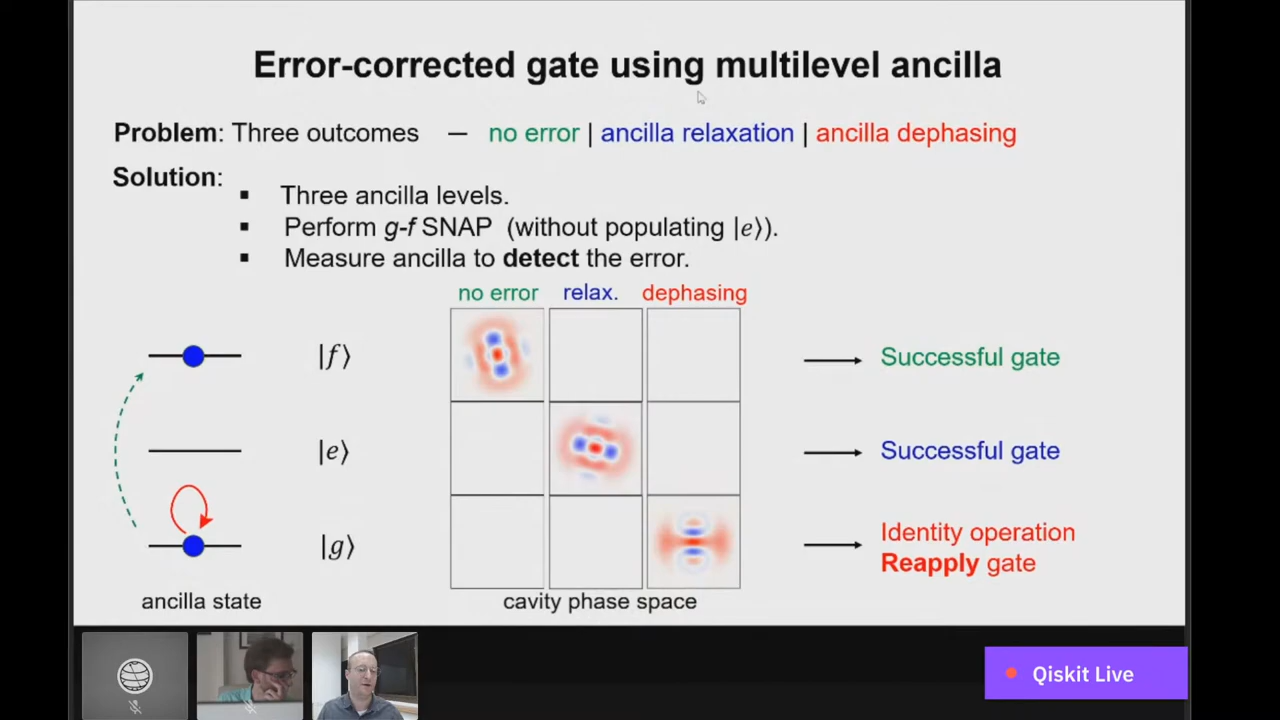 Error-corrected gate using multilevel ancilla
Problem: Three outcomes — no error | ancilla relaxation | ancilla dephasing
Solution:
▪ Three ancilla levels.
▪ Perform g-f SNAP (without populating |e⟩).
▪ Measure ancilla to detect the error.
no error relax. dephasing
|f⟩ Successful gate
|e⟩ Successful gate
|g⟩ Identity operation
Reapply gate
ancilla state cavity phase space
Qiskit Live